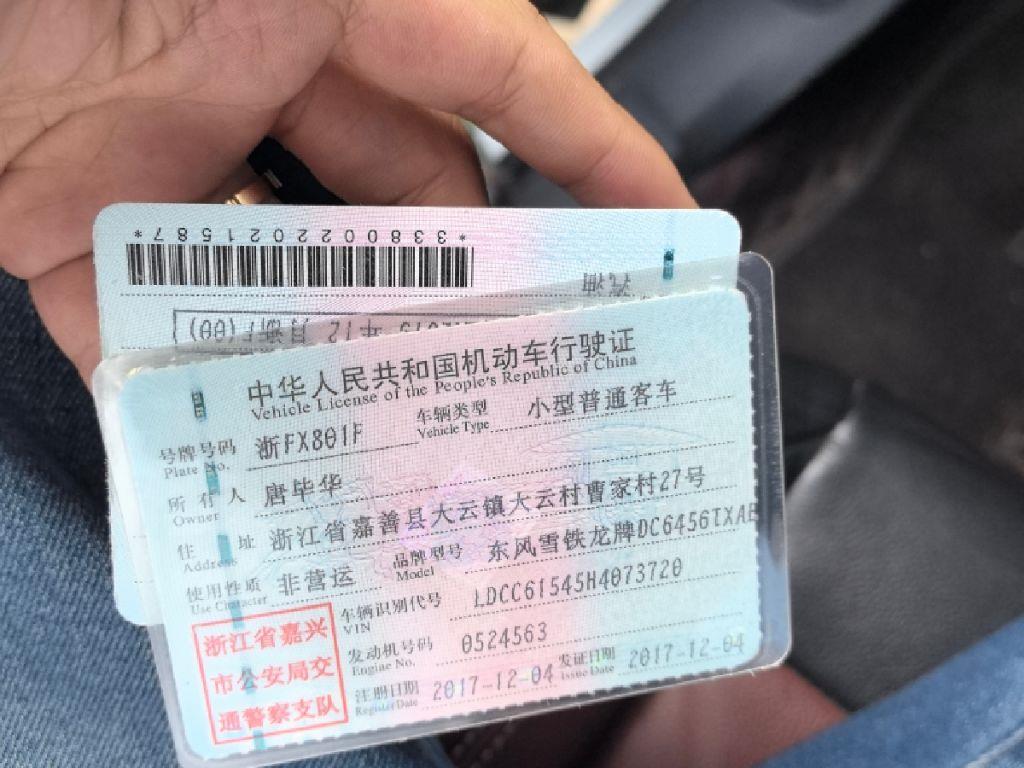 *3380022021587*
中华人民共和国机动车行驶证
Vehicle License of the People's Republic of China
号牌号码 浙FX801F 车辆类型 小型普通客车
Plate No. Vehicle Type
所有人 唐毕华
Owner
住址 浙江省嘉善县大云镇大云村曹家村27号
Address
使用性质 非营运 品牌型号 东风雪铁龙牌DC6456TXAB
Use Character Model
浙江省嘉兴
市公安局交
通警察支队
车辆识别代号 LDCC61545H4073720
VIN
发动机号码 0524563
Engine No.
注册日期 2017-12-04 发证日期 2017-12-04
Register Date Issue Date